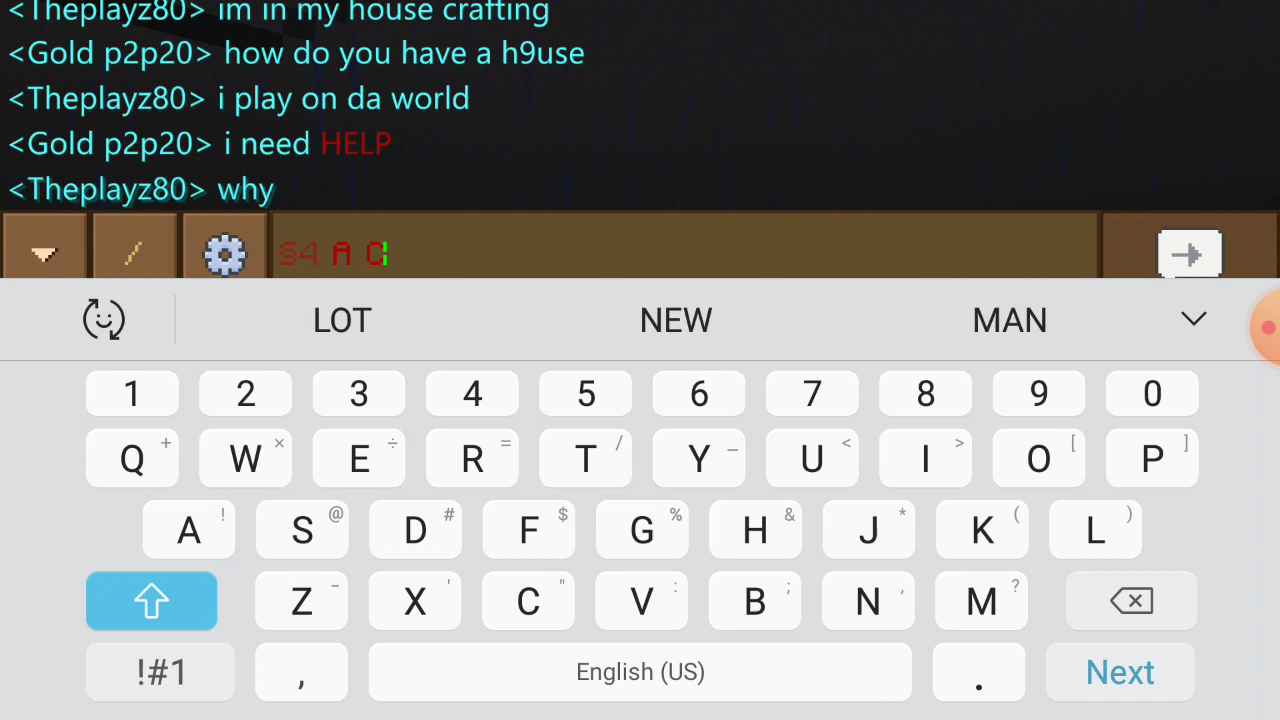 <Theplayz80> im in my house crafting
<Gold p2p20> how do you have a h9use
<Theplayz80> i play on da world
<Gold p2p20> i need HELP
<Theplayz80> why
/ §4 A C
LOT NEW MAN
1 2 3 4 5 6 7 8 9 0
Q + W × E ÷ R = T / Y _ U < I > O [ P ]
A ! S @ D # F $ G % H & J * K ( L )
Z - X ' C " V : B ; N , M ?
!#1 , English (US) . Next